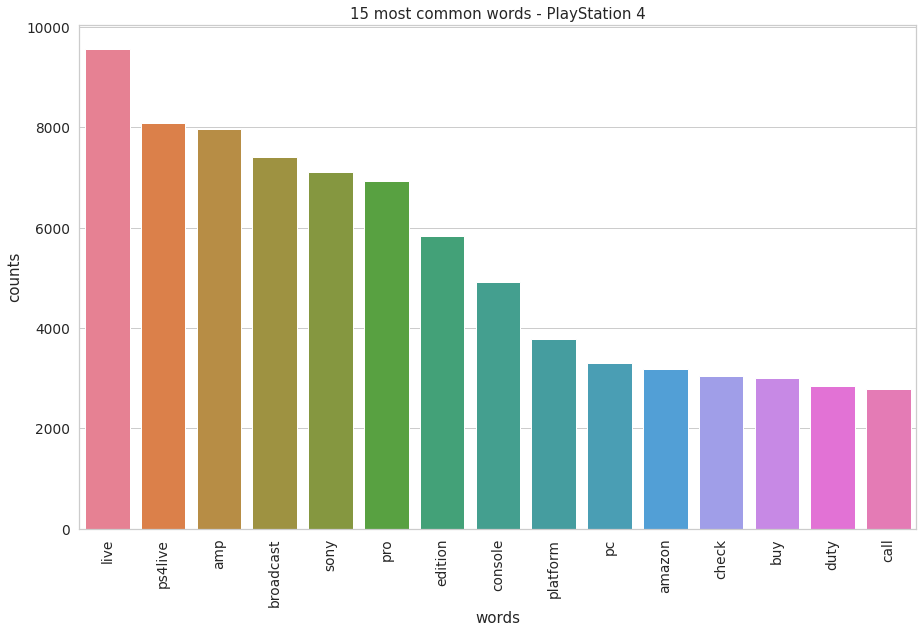 15 most common words - PlayStation 4
counts
10000
8000
6000
4000
2000
0
live
ps4live
amp
broadcast
sony
pro
edition
console
platform
pc
amazon
check
buy
duty
call
words